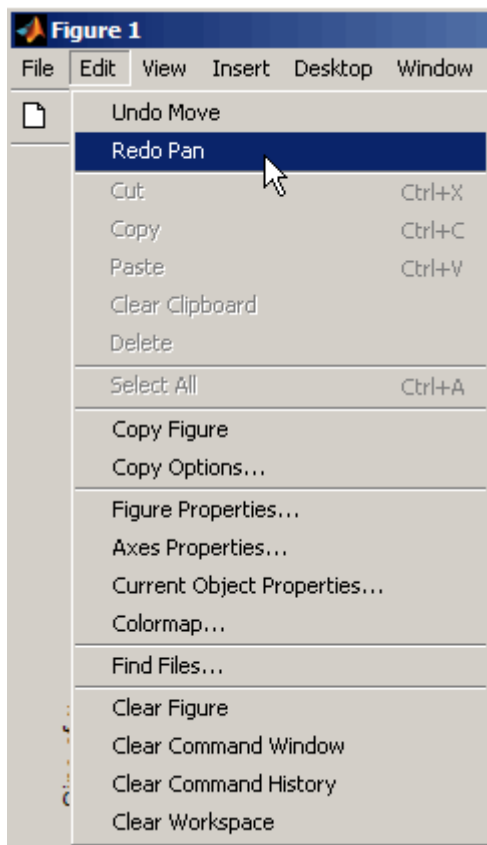 Figure 1
File Edit View Insert Desktop Window
Undo Move
Redo Pan
Cut Ctrl+X
Copy Ctrl+C
Paste Ctrl+V
Clear Clipboard
Delete
Select All Ctrl+A
Copy Figure
Copy Options...
Figure Properties...
Axes Properties...
Current Object Properties...
Colormap...
Find Files...
Clear Figure
Clear Command Window
Clear Command History
Clear Workspace